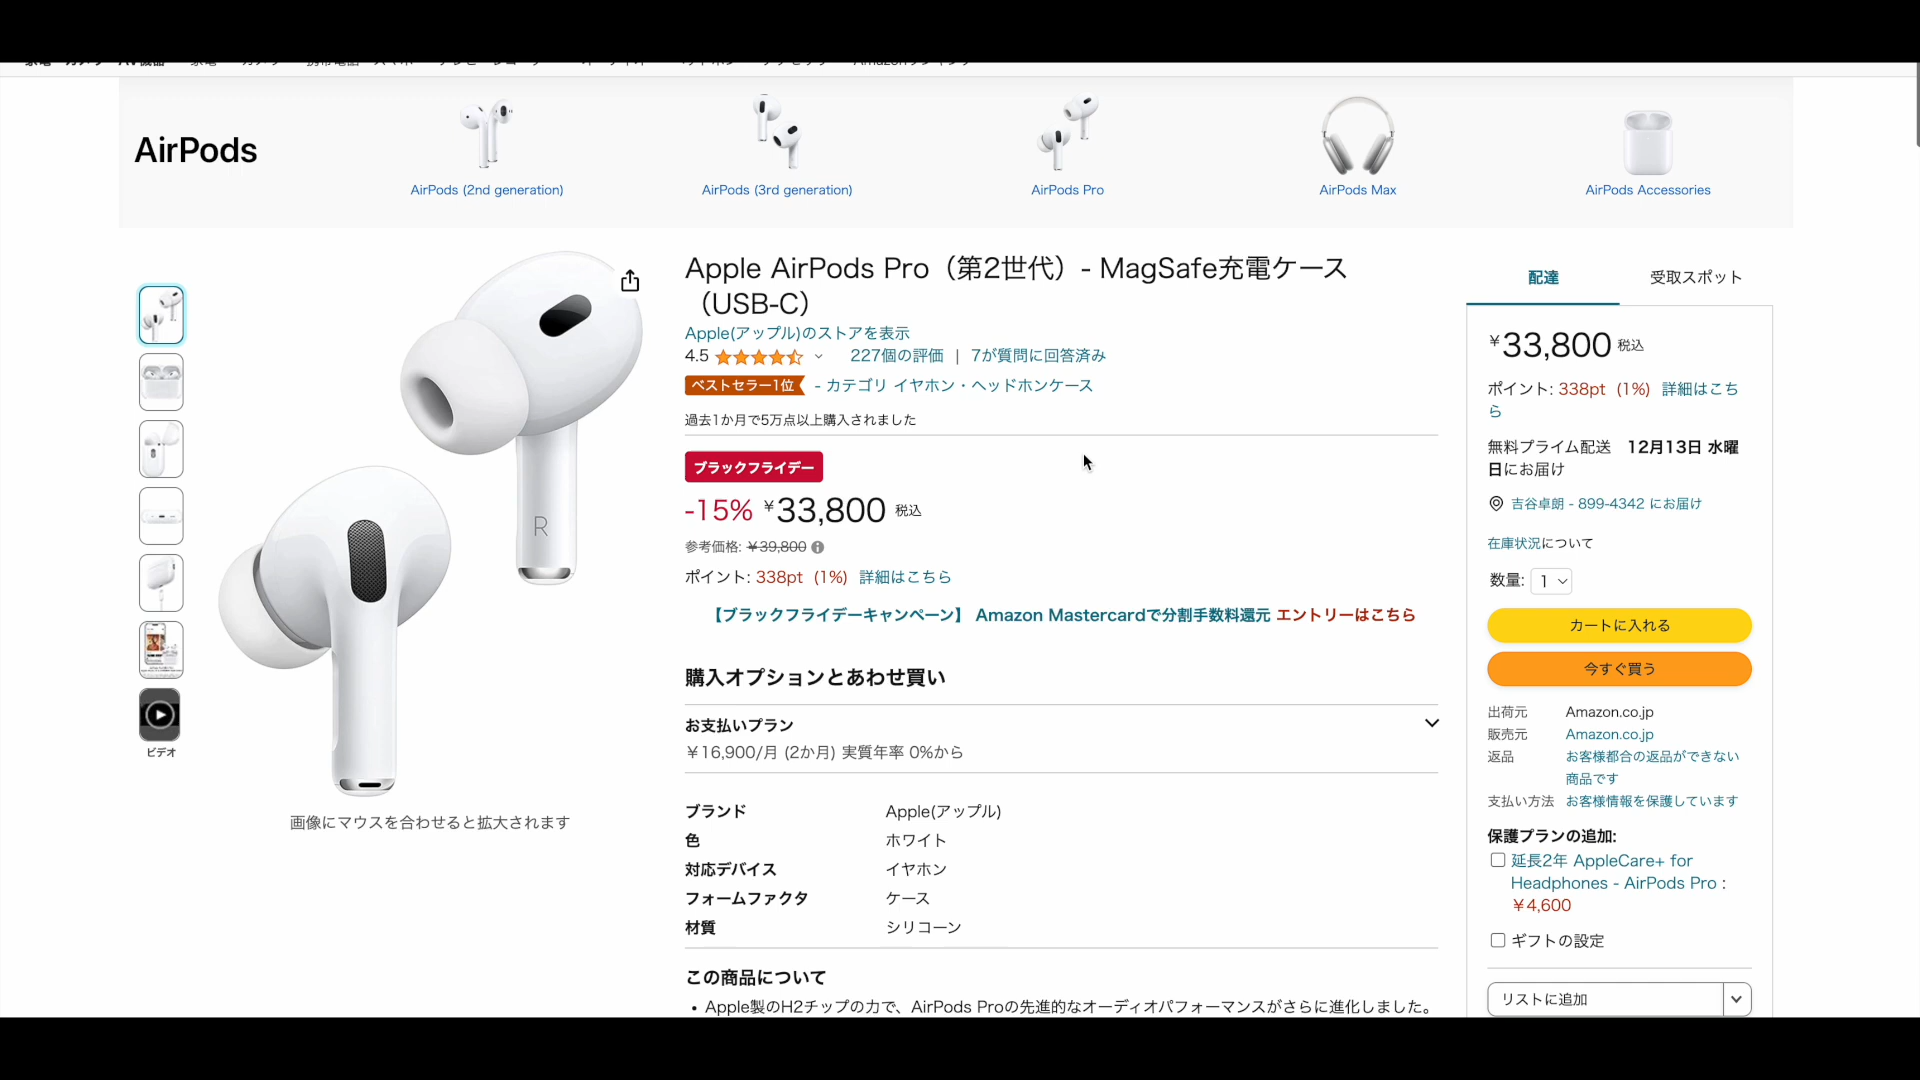 AirPods
AirPods (2nd generation)
AirPods (3rd generation)
AirPods Pro
AirPods Max
AirPods Accessories
Apple AirPods Pro（第2世代）- MagSafe充電ケース
（USB-C）
Apple(アップル)のストアを表示
4.5
227個の評価 | 7が質問に回答済み
ベストセラー1位 - カテゴリ イヤホン・ヘッドホンケース
過去1か月で5万点以上購入されました
ブラックフライデー
-15% ¥33,800 税込
参考価格: ¥39,800
ポイント: 338pt (1%) 詳細はこちら
【ブラックフライデーキャンペーン】 Amazon Mastercardで分割手数料還元 エントリーはこちら
購入オプションとあわせ買い
お支払いプラン
￥16,900/月 (2か月) 実質年率 0%から
ブランド Apple(アップル)
色 ホワイト
対応デバイス イヤホン
フォームファクタ ケース
材質 シリコーン
この商品について
• Apple製のH2チップの力で、AirPods Proの先進的なオーディオパフォーマンスがさらに進化しました。
R
ビデオ
画像にマウスを合わせると拡大されます
配達
受取スポット
¥33,800 税込
ポイント: 338pt (1%) 詳細はこち
ら
無料プライム配送 12月13日 水曜
日にお届け
吉谷卓朗 - 899-4342 にお届け
在庫状況について
数量: 1
カートに入れる
今すぐ買う
出荷元 Amazon.co.jp
販売元 Amazon.co.jp
返品 お客様都合の返品ができない
商品です
支払い方法 お客様情報を保護しています
保護プランの追加:
延長2年 AppleCare+ for
Headphones - AirPods Pro :
￥4,600
ギフトの設定
リストに追加